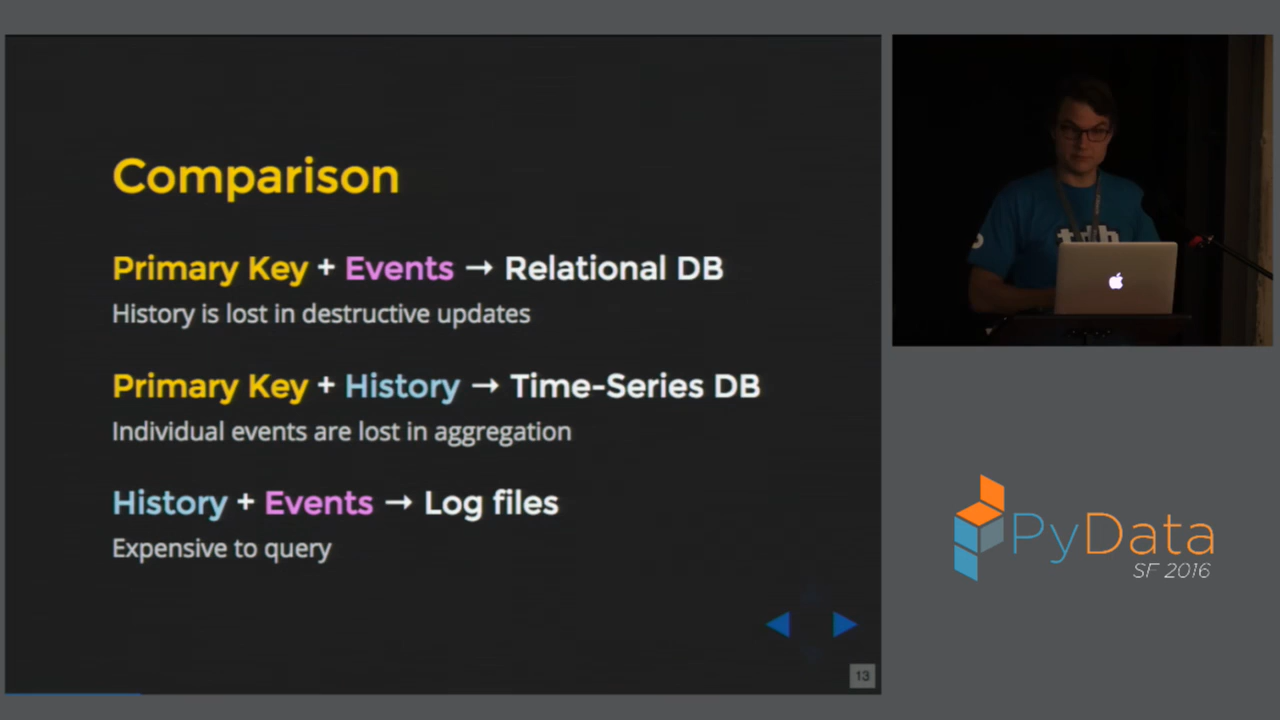 Comparison
Primary Key + Events → Relational DB
History is lost in destructive updates
Primary Key + History → Time-Series DB
Individual events are lost in aggregation
History + Events → Log files
Expensive to query
13
PyData
SF 2016